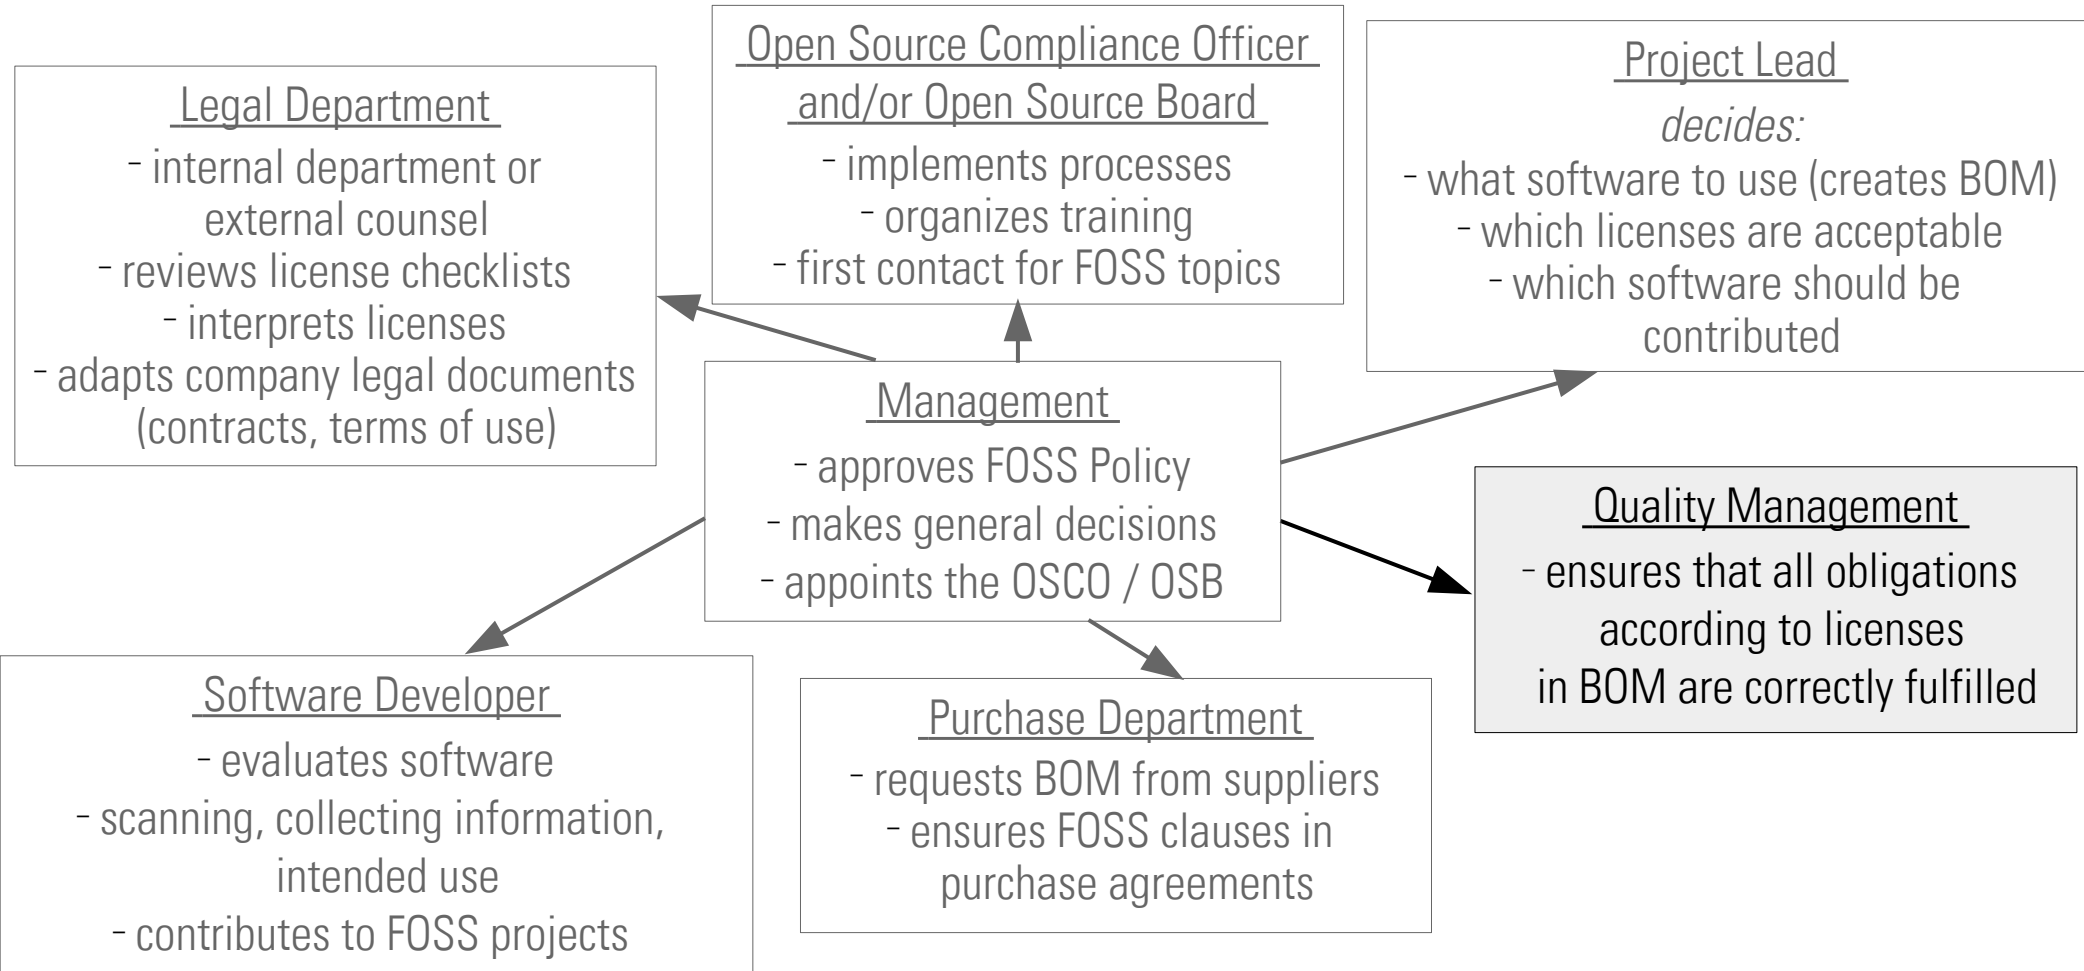 Legal Department
- internal department or
external counsel
- reviews license checklists
- interprets licenses
- adapts company legal documents
(contracts, terms of use)
Open Source Compliance Officer
and/or Open Source Board
- implements processes
- organizes training
- first contact for FOSS topics
Project Lead
decides:
- what software to use (creates BOM)
- which licenses are acceptable
- which software should be
contributed
Management
- approves FOSS Policy
- makes general decisions
- appoints the OSCO / OSB
Quality Management
- ensures that all obligations
according to licenses
in BOM are correctly fulfilled
Software Developer
- evaluates software
- scanning, collecting information,
intended use
- contributes to FOSS projects
Purchase Department
- requests BOM from suppliers
- ensures FOSS clauses in
purchase agreements